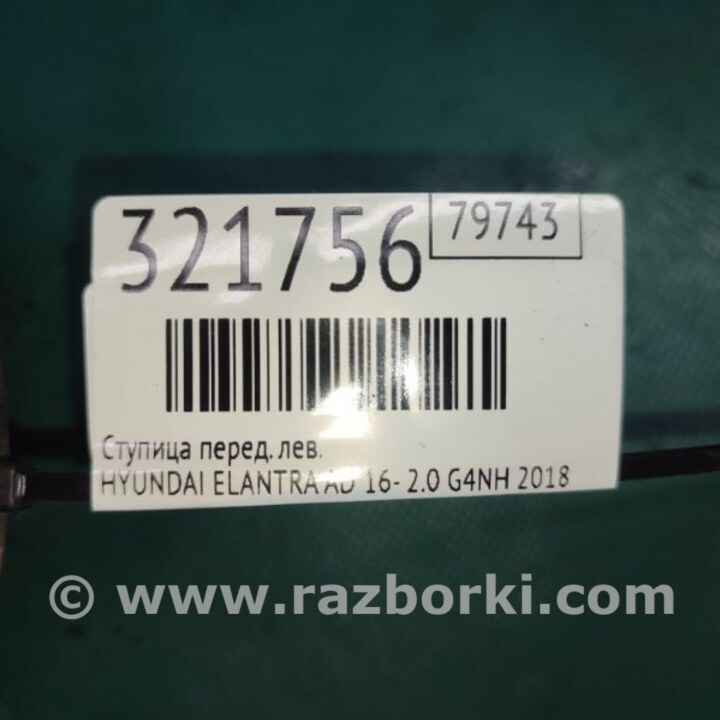 321756
79743
Ступица перед. лев.
HYUNDAI ELANTRA AD 16- 2.0 G4NH 2018
© www.razborki.com